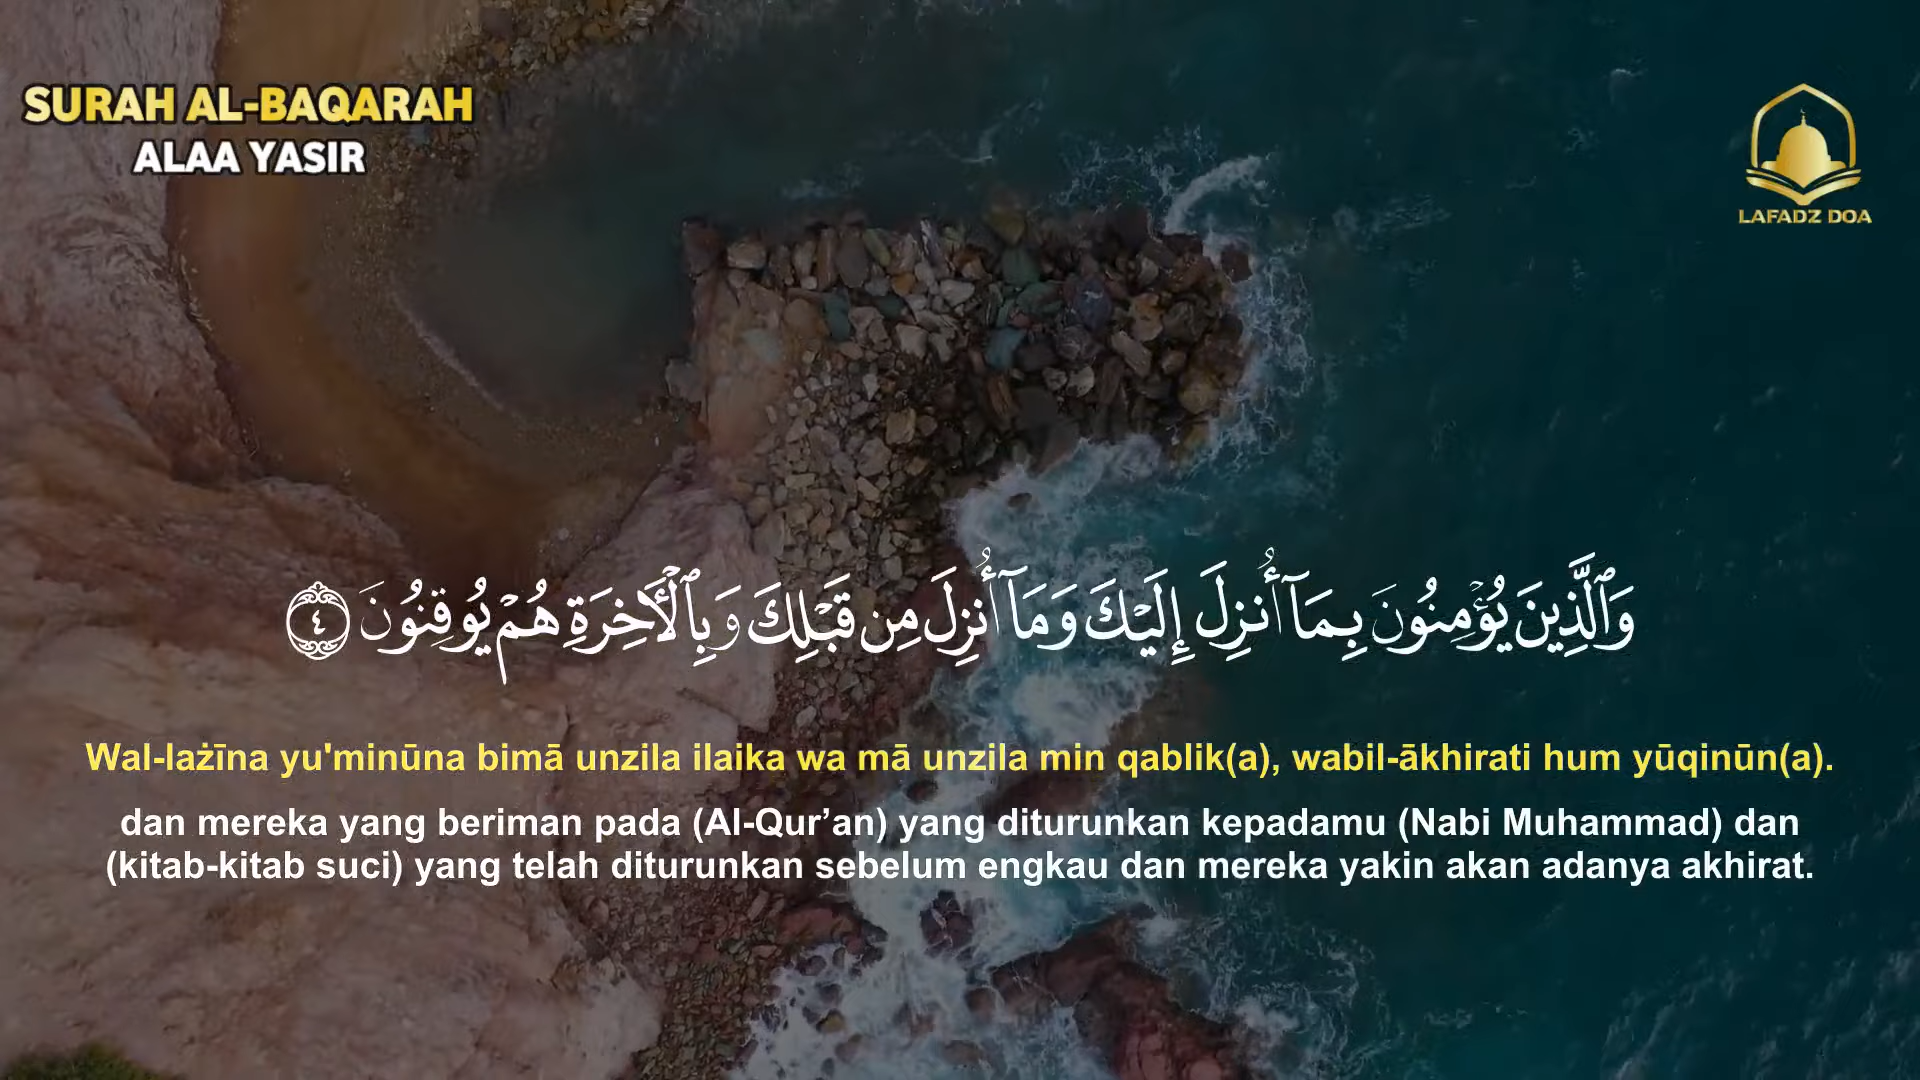 SURAH AL-BAQARAH
ALAA YASIR
LAFADZ DOA
وَٱلَّذِينَ يُؤۡمِنُونَ بِمَآ أُنزِلَ إِلَيۡكَ وَمَآ أُنزِلَ مِن قَبۡلِكَ وَبِٱلۡأٓخِرَةِ هُمۡ يُوقِنُونَ ٤
Wal-lażīna yu'minūna bimā unzila ilaika wa mā unzila min qablik(a), wabil-ākhirati hum yūqinūn(a).
dan mereka yang beriman pada (Al-Qur’an) yang diturunkan kepadamu (Nabi Muhammad) dan
(kitab-kitab suci) yang telah diturunkan sebelum engkau dan mereka yakin akan adanya akhirat.